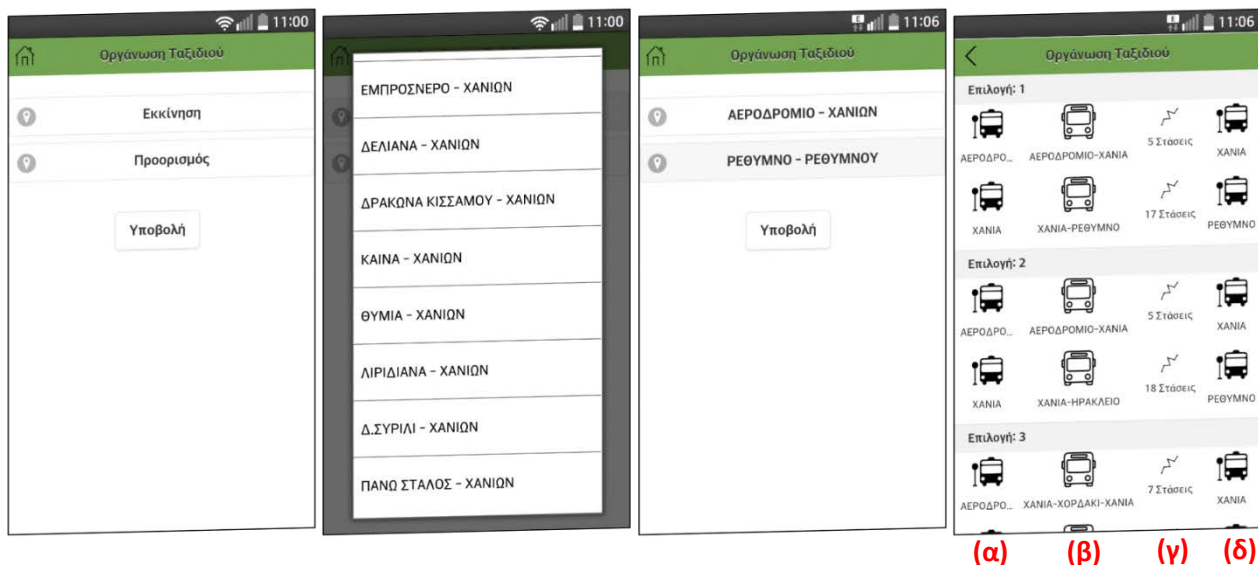 11:00
Οργάνωση Ταξιδιού
Εκκίνηση
Προορισμός
Υποβολή
11:00
ΕΜΠΡΟΣΝΕΡΟ - ΧΑΝΙΩΝ
ΔΕΛΙΑΝΑ - ΧΑΝΙΩΝ
ΔΡΑΚΩΝΑ ΚΙΣΣΑΜΟΥ - ΧΑΝΙΩΝ
ΚΑΙΝΑ - ΧΑΝΙΩΝ
ΘΥΜΙΑ - ΧΑΝΙΩΝ
ΛΙΡΙΔΙΑΝΑ - ΧΑΝΙΩΝ
Δ.ΣΥΡΙΛΙ - ΧΑΝΙΩΝ
ΠΑΝΩ ΣΤΑΛΟΣ - ΧΑΝΙΩΝ
E 11:06
Οργάνωση Ταξιδιού
ΑΕΡΟΔΡΟΜΙΟ - ΧΑΝΙΩΝ
ΡΕΘΥΜΝΟ - ΡΕΘΥΜΝΟΥ
Υποβολή
E 11:06
Οργάνωση Ταξιδιού
Επιλογή: 1
ΑΕΡΟΔΡΟ... ΑΕΡΟΔΡΟΜΙΟ-ΧΑΝΙΑ 5 Στάσεις ΧΑΝΙΑ
ΧΑΝΙΑ ΧΑΝΙΑ-ΡΕΘΥΜΝΟ 17 Στάσεις ΡΕΘΥΜΝΟ
Επιλογή: 2
ΑΕΡΟΔΡΟ... ΑΕΡΟΔΡΟΜΙΟ-ΧΑΝΙΑ 5 Στάσεις ΧΑΝΙΑ
ΧΑΝΙΑ ΧΑΝΙΑ-ΗΡΑΚΛΕΙΟ 18 Στάσεις ΡΕΘΥΜΝΟ
Επιλογή: 3
ΑΕΡΟΔΡΟ... ΧΑΝΙΑ-ΧΟΡΔΑΚΙ-ΧΑΝΙΑ 7 Στάσεις ΧΑΝΙΑ
(α) (β) (γ) (δ)